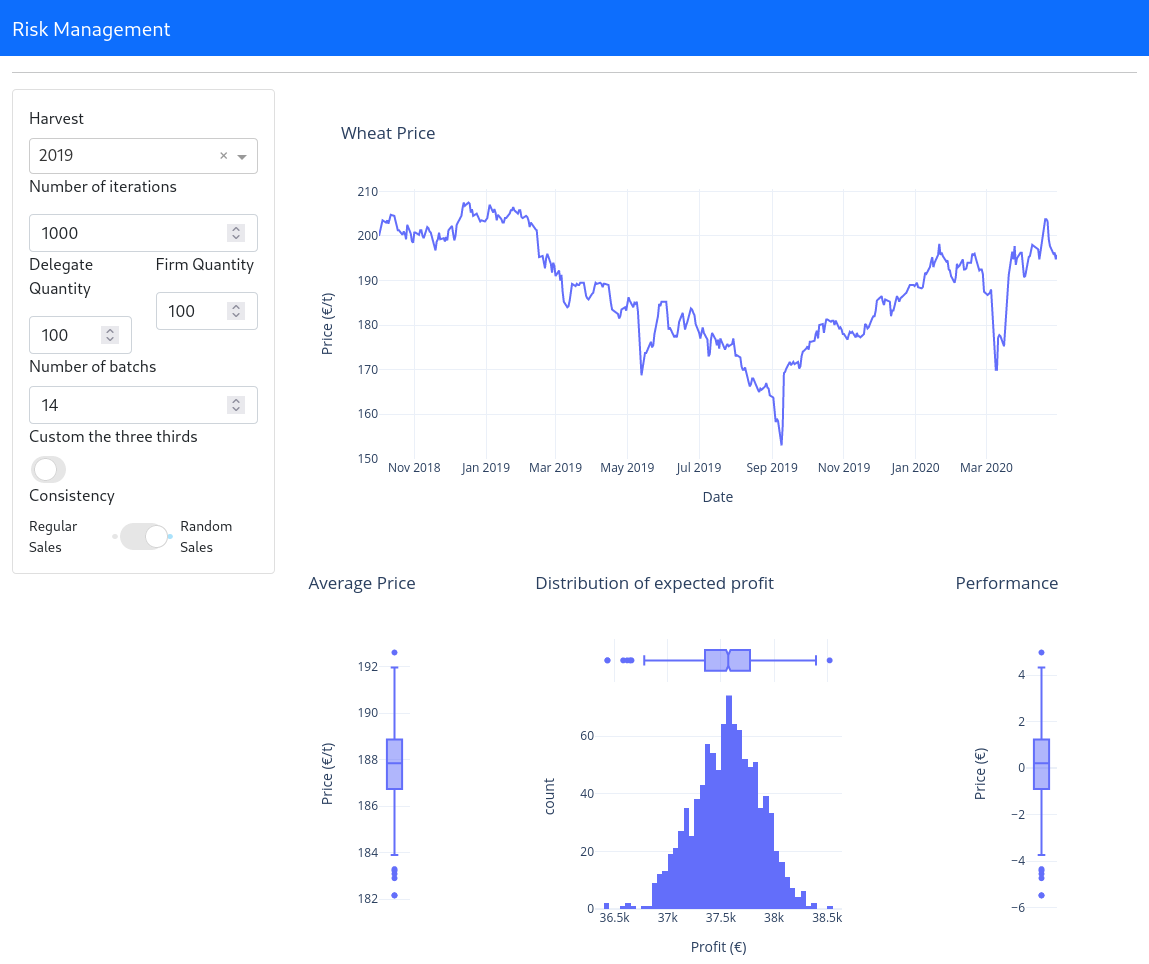 Risk Management
Harvest
2019 ×
Number of iterations
1000
Delegate Quantity
Firm Quantity
100
100
Number of batchs
14
Custom the three thirds
Consistency
Regular Sales
Random Sales
Wheat Price
210
200
190
180
170
160
150
Price (€/t)
Nov 2018 Jan 2019 Mar 2019 May 2019 Jul 2019 Sep 2019 Nov 2019 Jan 2020 Mar 2020
Date
Average Price
192
190
188
186
184
182
Price (€/t)
Distribution of expected profit
60
40
20
0
count
36.5k 37k 37.5k 38k 38.5k
Profit (€)
Performance
4
2
0
−2
−4
−6
Price (€)